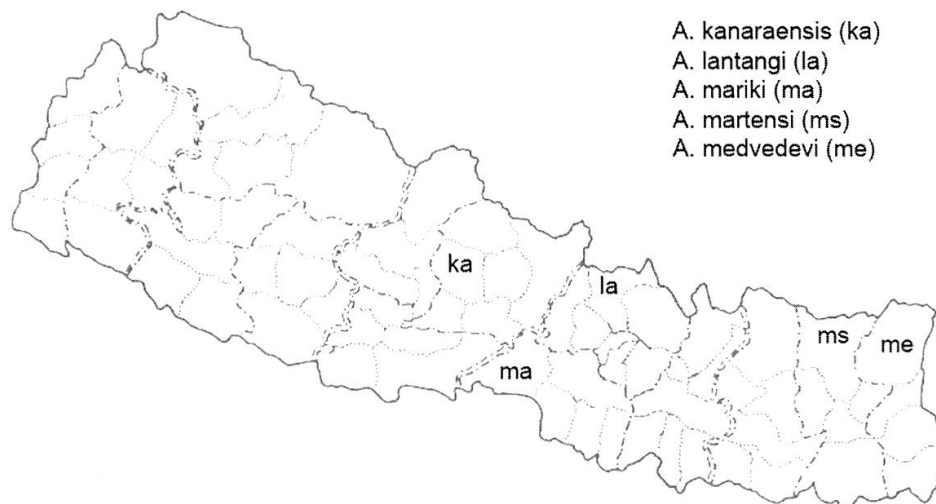 A. kanaraensis (ka)
A. lantangi (la)
A. mariki (ma)
A. martensi (ms)
A. medvedevi (me)
ka
la
ms
me
ma